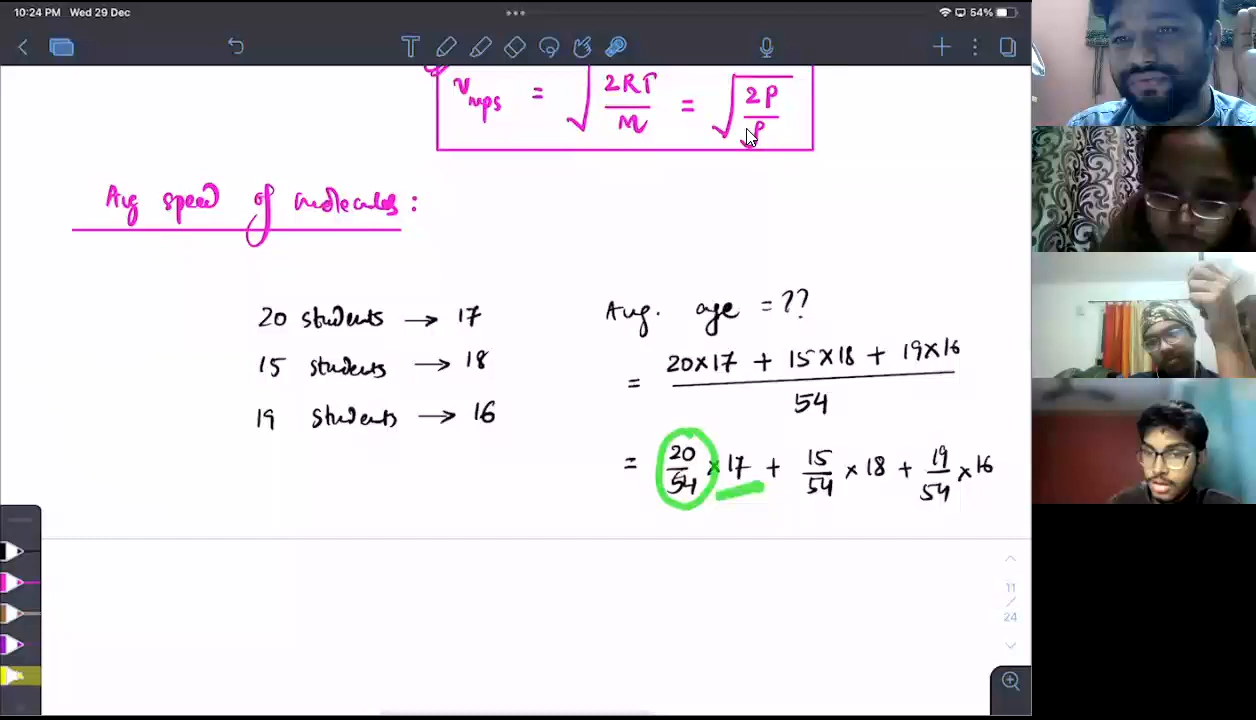 10:24 PM Wed 29 Dec
54%
v_mps = √(2RT/M) = √(2P/ρ)
Avg speed of molecules:
20 students → 17
15 students → 18
19 students → 16
Avg. age = ??
= (20×17 + 15×18 + 19×16)/54
= 20/54 ×17 + 15/54 × 18 + 19/54 × 16
11
/
24